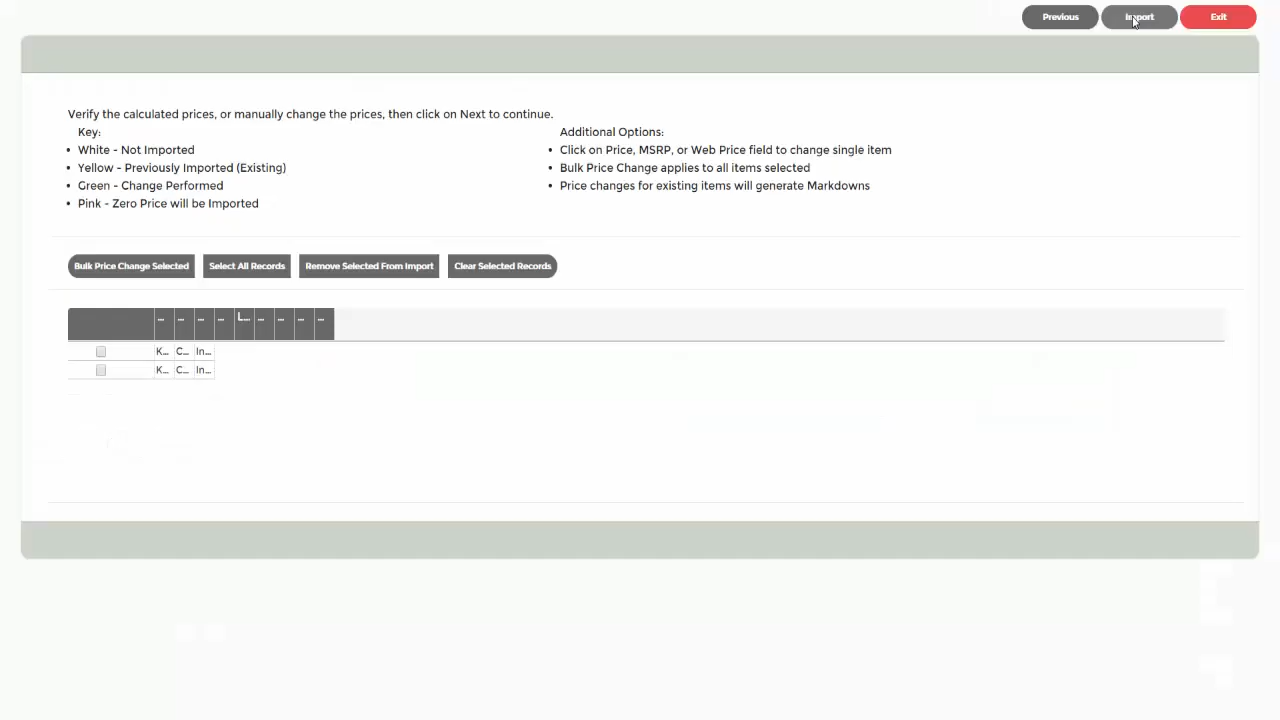 Previous Import Exit
Verify the calculated prices, or manually change the prices, then click on Next to continue.
Key:
• White - Not Imported
• Yellow - Previously Imported (Existing)
• Green - Change Performed
• Pink - Zero Price will be Imported
Additional Options:
• Click on Price, MSRP, or Web Price field to change single item
• Bulk Price Change applies to all items selected
• Price changes for existing items will generate Markdowns
Bulk Price Change Selected Select All Records Remove Selected From Import Clear Selected Records
... ... ... ... L... ... ... ... ...
K... C... In...
K... C... In...